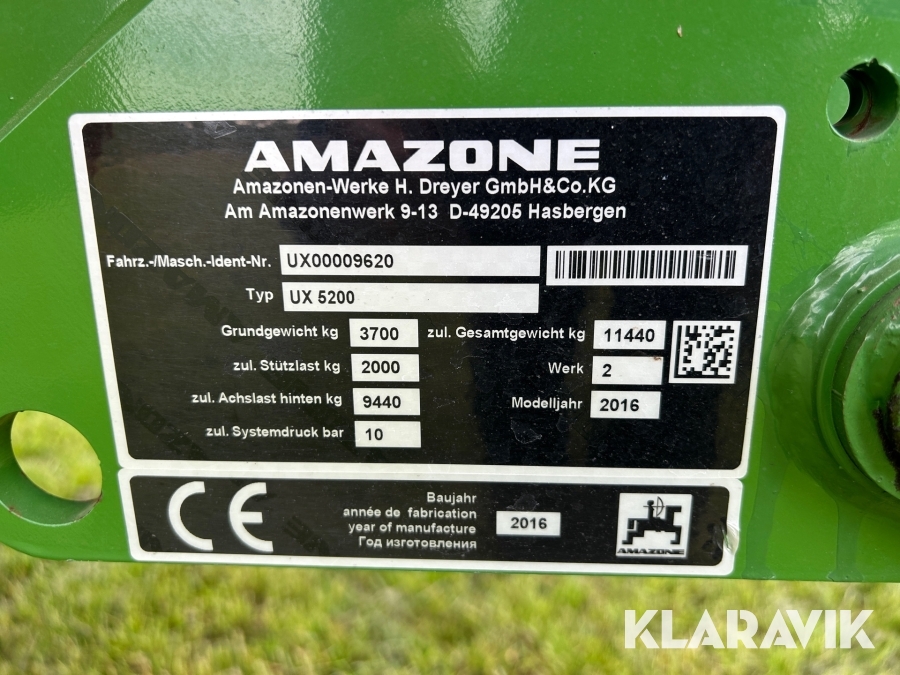 AMAZONE
Amazonen-Werke H. Dreyer GmbH&Co.KG
Am Amazonenwerk 9-13 D-49205 Hasbergen
Fahrz.-/Masch.-Ident-Nr. UX00009620
Typ UX 5200
Grundgewicht kg 3700 zul. Gesamtgewicht kg 11440
zul. Stützlast kg 2000 Werk 2
zul. Achslast hinten kg 9440 Modelljahr 2016
zul. Systemdruck bar 10
CE
Baujahr
année de fabrication
year of manufacture 2016
Год изготовления
AMAZONE
KLARAVIK